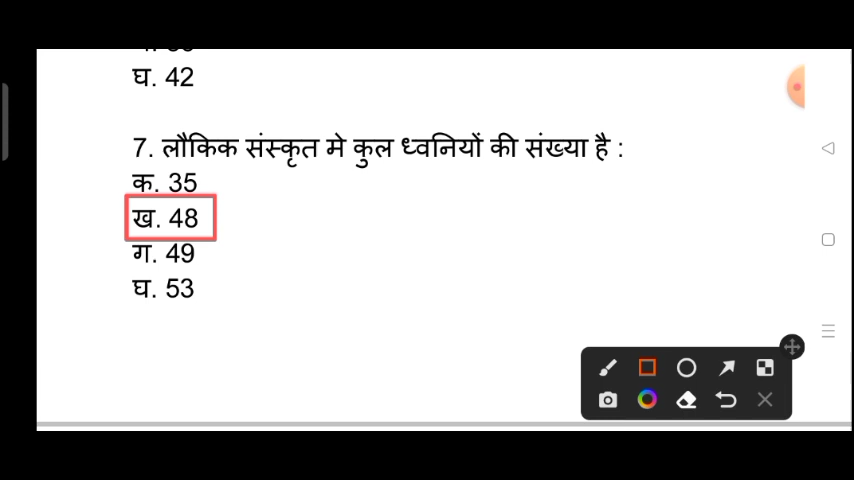 घ. 42
7. लौकिक संस्कृत मे कुल ध्वनियों की संख्या है :
क. 35
ख. 48
ग. 49
घ. 53